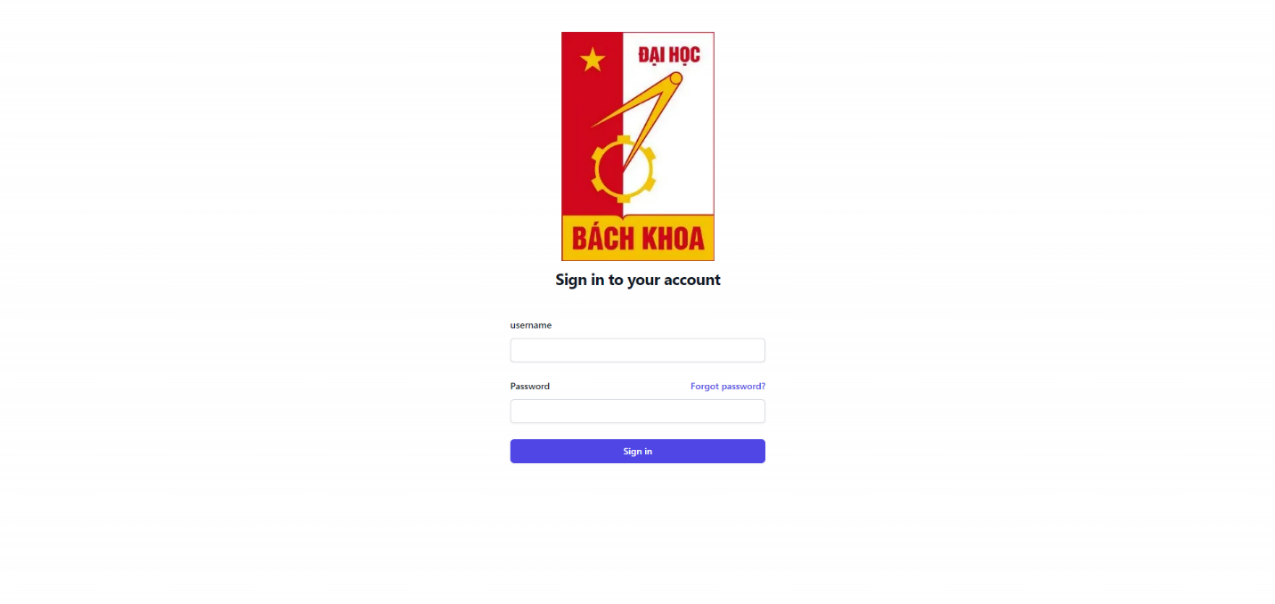 ĐẠI HỌC
BÁCH KHOA
Sign in to your account
username
Password
Forgot password?
Sign in